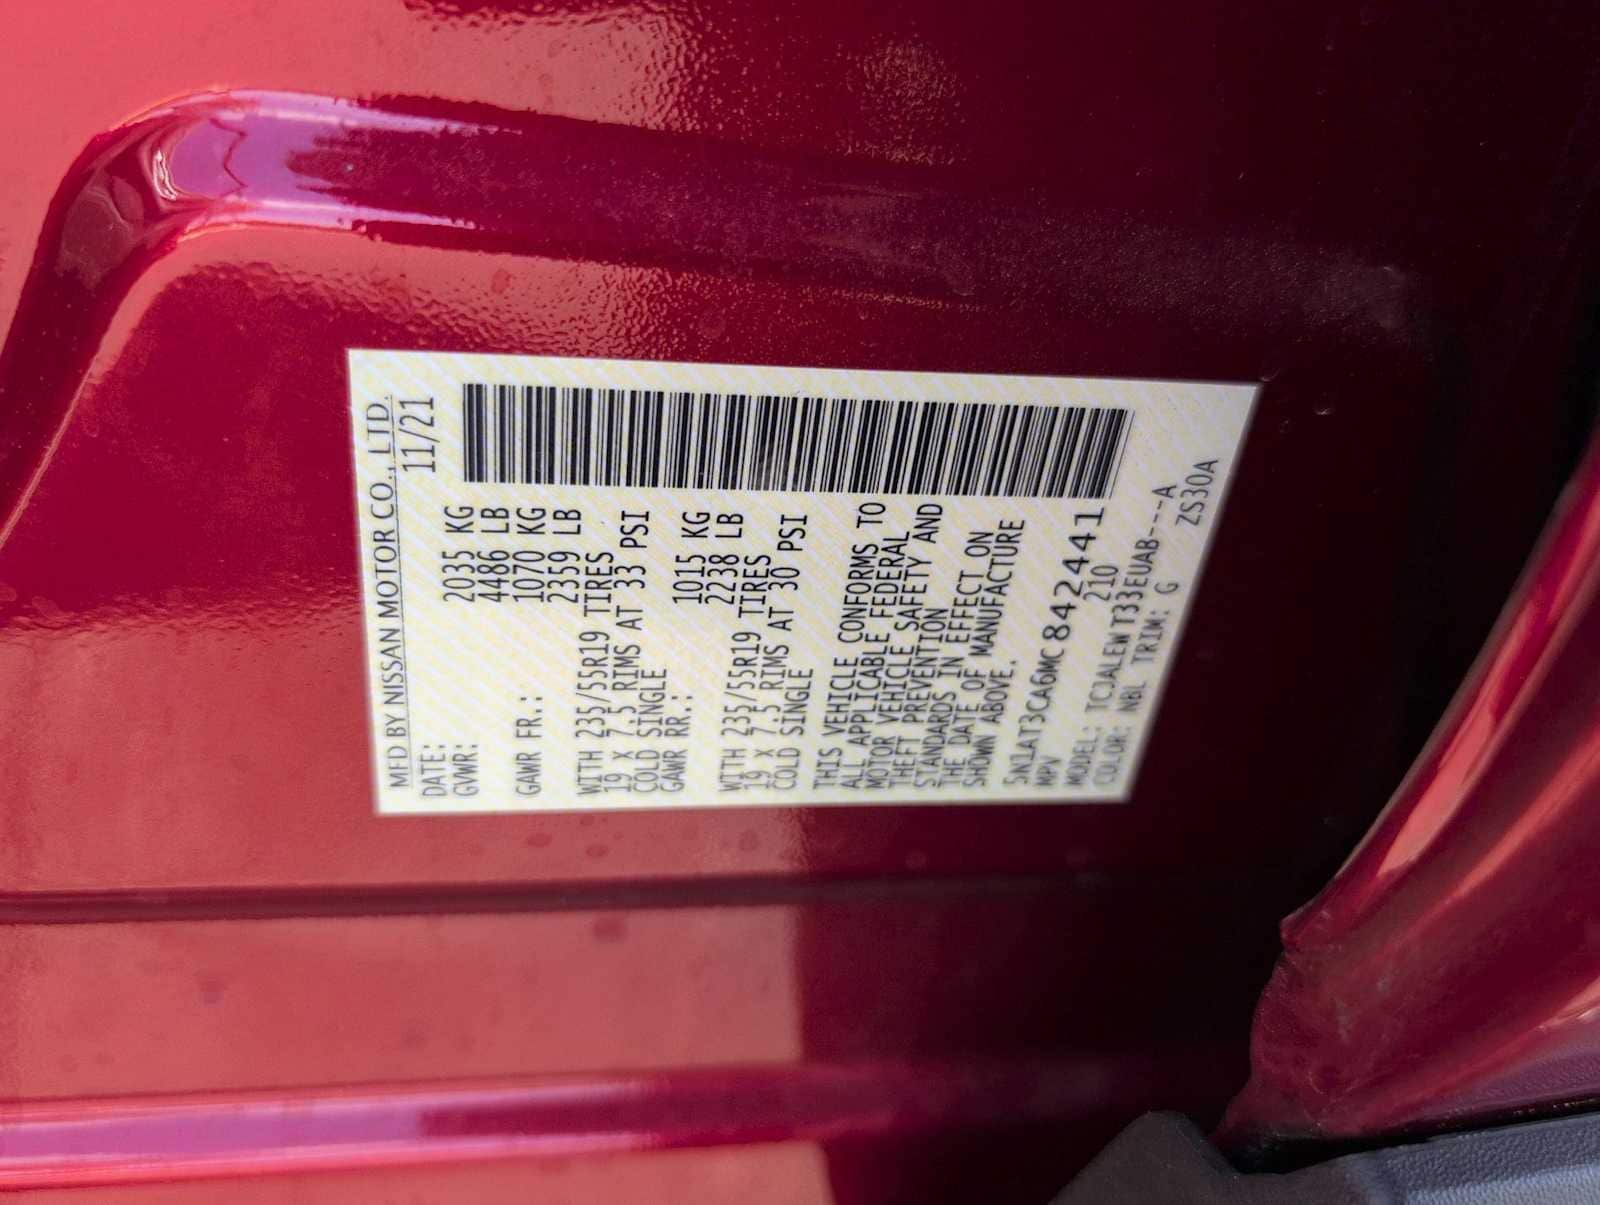 MFD BY NISSAN MOTOR CO., LTD.
DATE: 11/21
GVWR: 2035 KG
4486 LB
GAWR FR.: 1070 KG
2359 LB
WITH 235/55R19 TIRES
19 X 7.5 RIMS AT 33 PSI
COLD SINGLE
GAWR RR.: 1015 KG
2238 LB
WITH 235/55R19 TIRES
19 X 7.5 RIMS AT 30 PSI
COLD SINGLE
THIS VEHICLE CONFORMS TO
ALL APPLICABLE FEDERAL
MOTOR VEHICLE SAFETY AND
THEFT PREVENTION
STANDARDS IN EFFECT ON
THE DATE OF MANUFACTURE
SHOWN ABOVE.
5N1AT3CA6MC842441
MPV 210
MODEL: TCJALEWT33EUAB---A
COLOR: NBL TRIM: G ZS30A